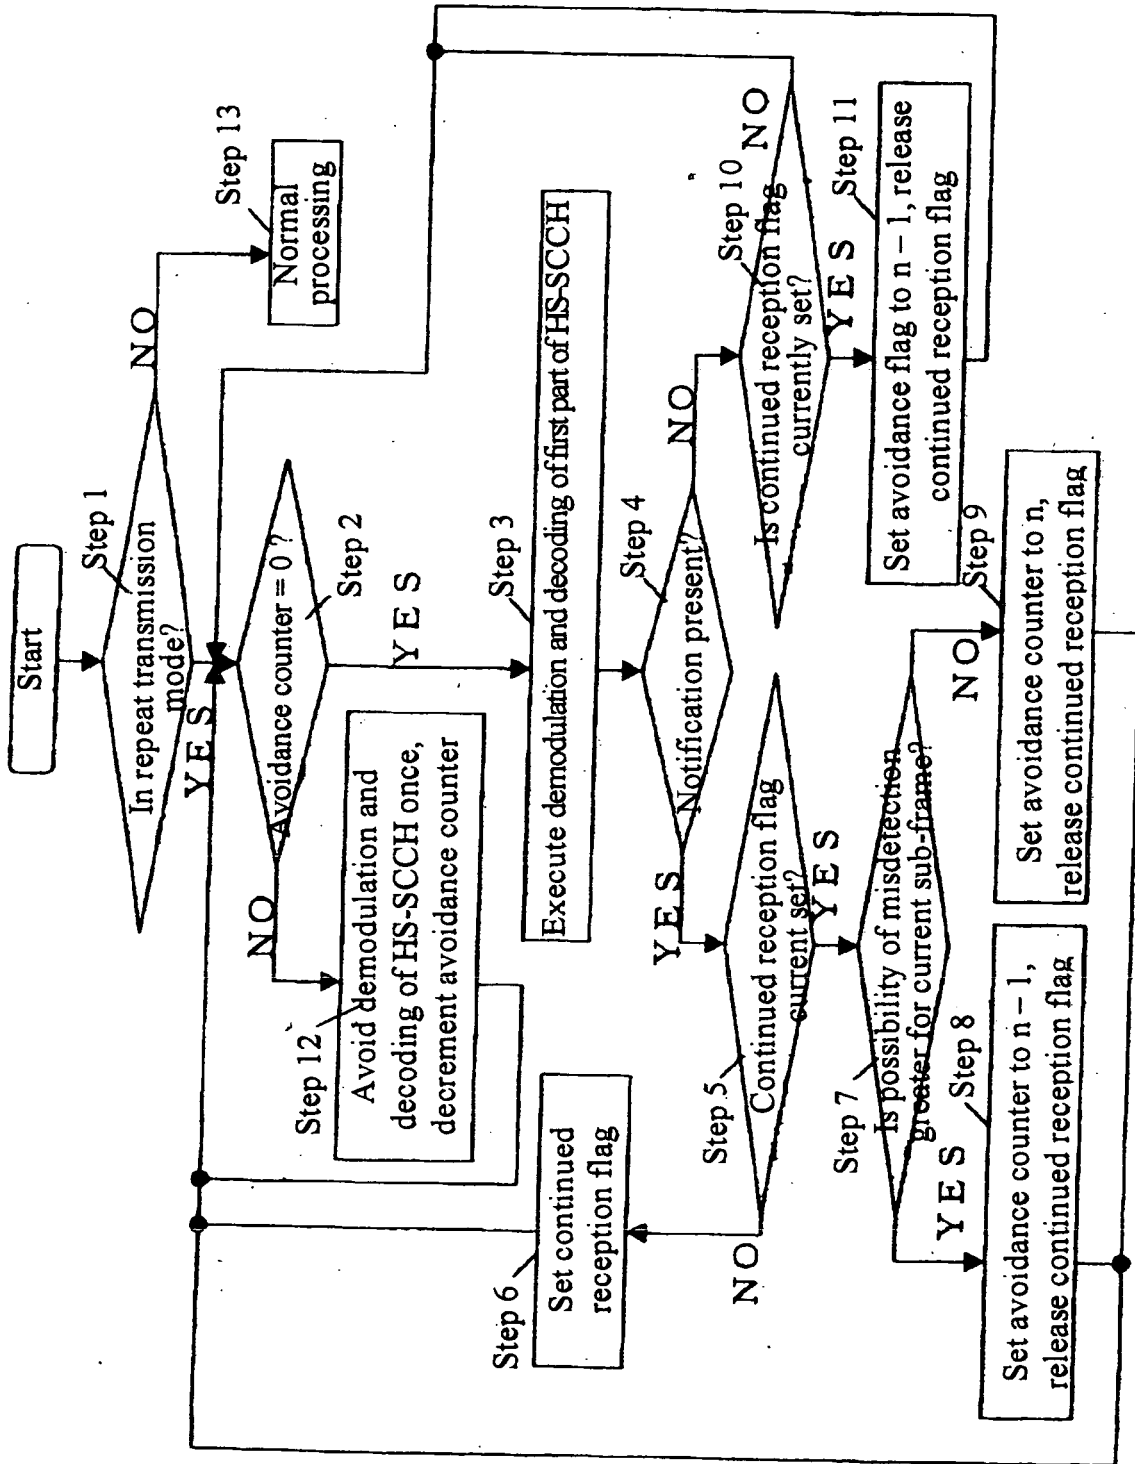 Start
Step 1
In repeat transmission
mode?
NO
YES
Step 13
Normal
processing
Avoidance counter = 0 ?
Step 2
NO
YES
Step 12
Avoid demodulation and
decoding of HS-SCCH once,
decrement avoidance counter
Step 3
Execute demodulation and decoding of first part of HS-SCCH
Step 4
Notification present?
YES
NO
Step 6
Set continued
reception flag
Step 5
Continued reception flag
current set?
NO
YES
Step 10
Is continued reception flag
currently set?
NO
YES
Step 7
Is possibility of misdetection
greater for current sub-frame?
YES
NO
Step 11
Set avoidance flag to n – 1, release
continued reception flag
Step 8
Set avoidance counter to n – 1,
release continued reception flag
Step 9
Set avoidance counter to n,
release continued reception flag